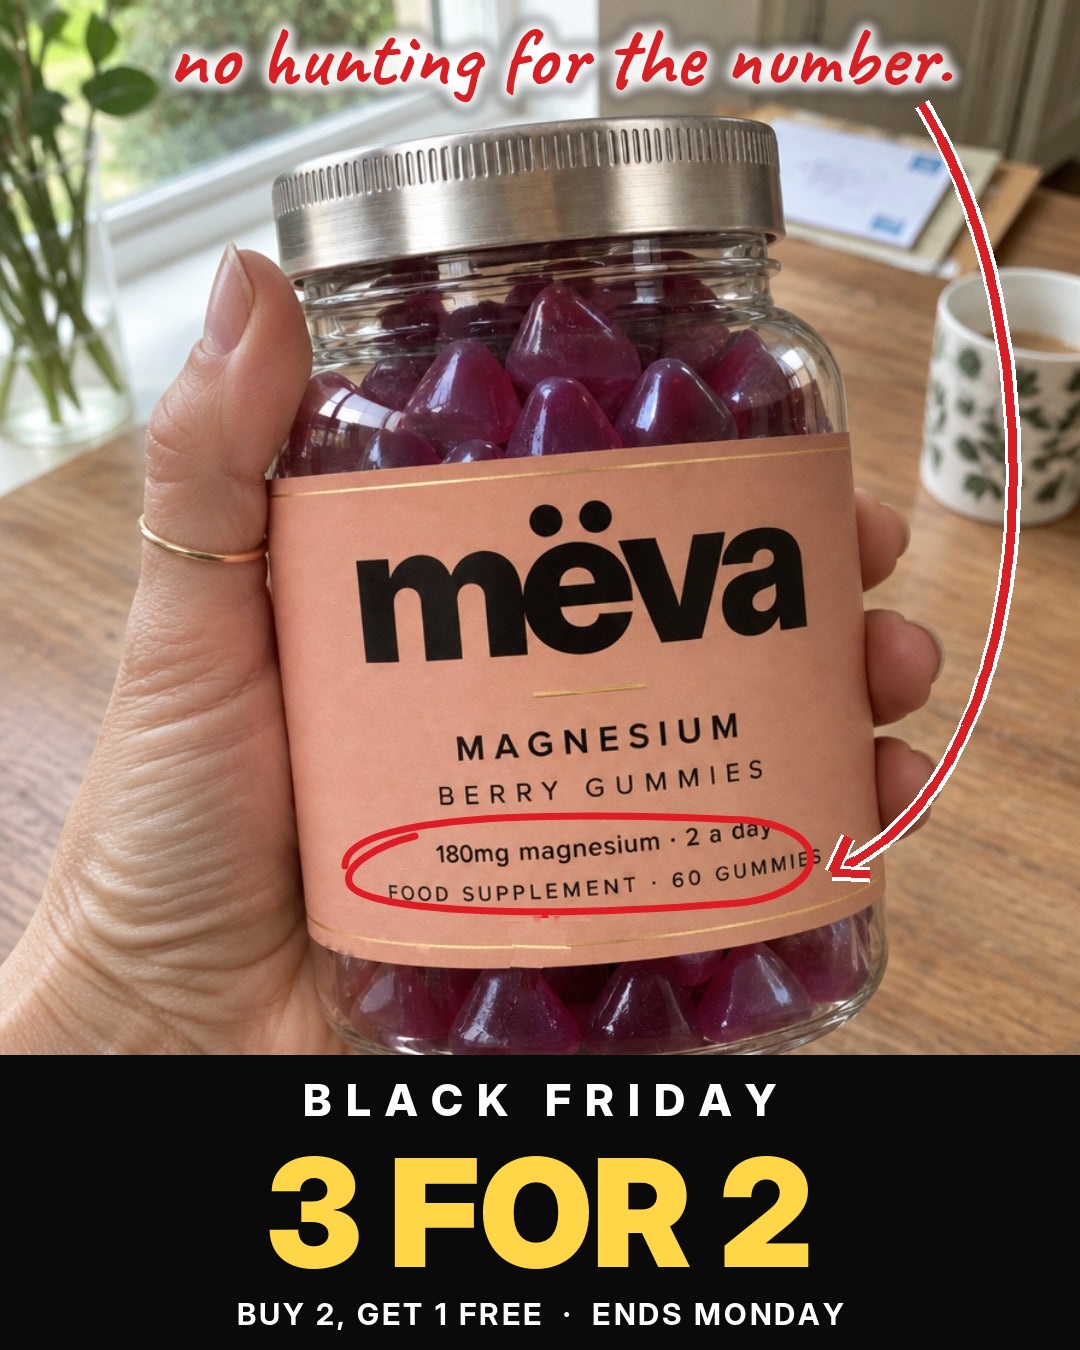 no hunting for the number.
mëva
MAGNESIUM
BERRY GUMMIES
180mg magnesium · 2 a day
FOOD SUPPLEMENT · 60 GUMMIES
BLACK FRIDAY
3 FOR 2
BUY 2, GET 1 FREE · ENDS MONDAY